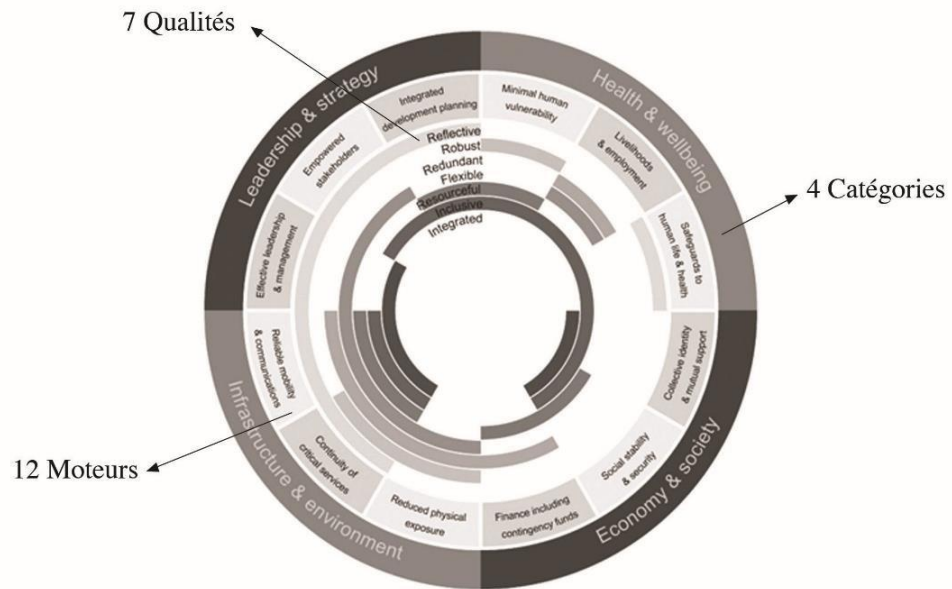 7 Qualités
4 Catégories
12 Moteurs
Leadership & strategy
Health & wellbeing
Infrastructure & environment
Economy & society
Integrated
development planning
Empowered
stakeholders
Effective leadership
& management
Minimal human
vulnerability
Livelihoods
& employment
Safeguards to
human life & health
Collective identity
& mutual support
Social stability
& security
Finance including
contingency funds
Reduced physical
exposure
Continuity of
critical services
Reliable mobility
& communications
Reflective
Robust
Redundant
Flexible
Resourceful
Inclusive
Integrated